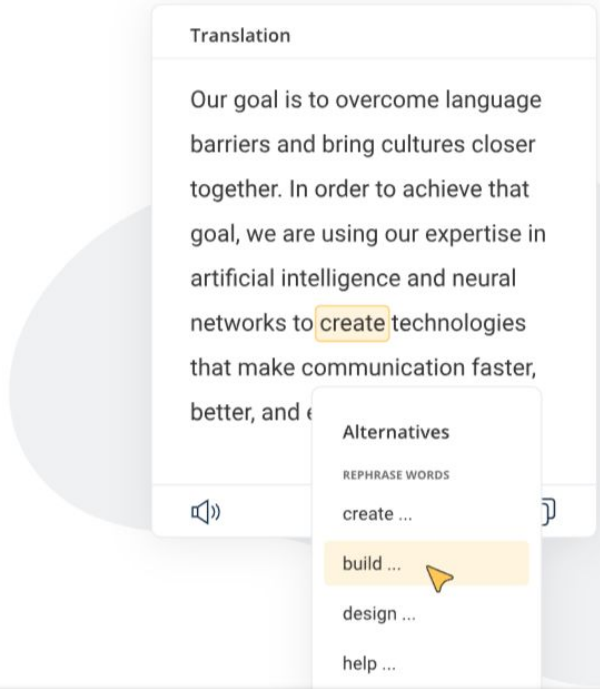 Translation
Our goal is to overcome language
barriers and bring cultures closer
together. In order to achieve that
goal, we are using our expertise in
artificial intelligence and neural
networks to create technologies
that make communication faster,
better, and
Alternatives
REPHRASE WORDS
create ...
build ...
design ...
help ...